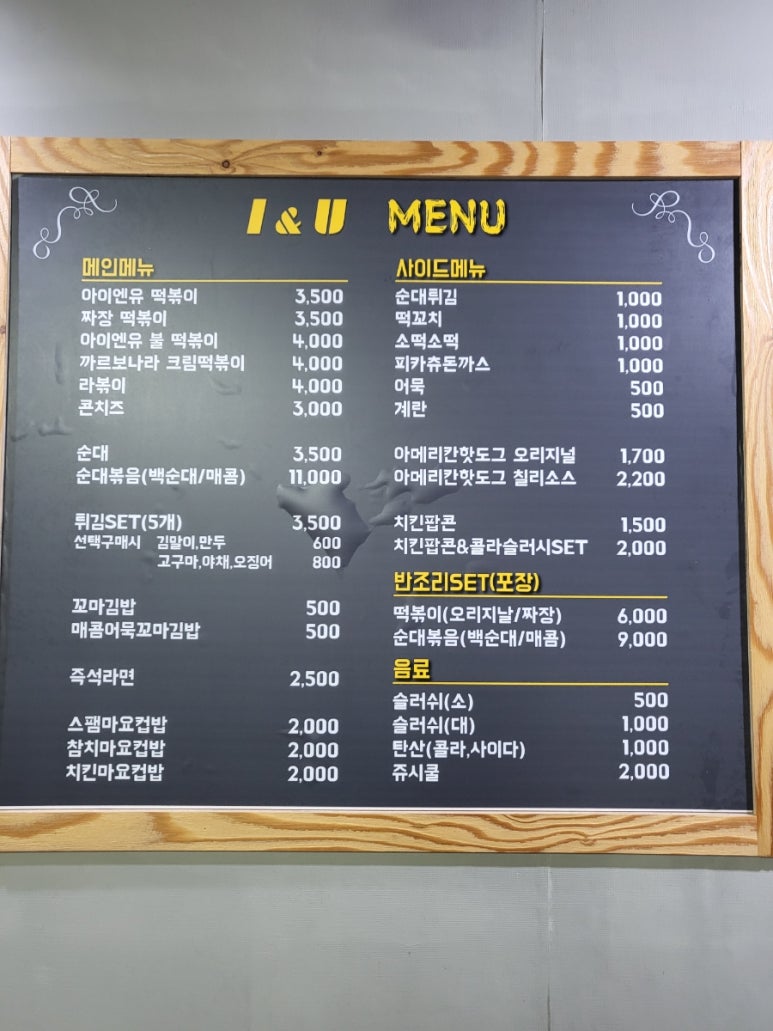 I & U MENU
메인메뉴
아이엔유 떡볶이 3,500
짜장 떡볶이 3,500
아이엔유 불 떡볶이 4,000
까르보나라 크림떡볶이 4,000
라볶이 4,000
콘치즈 3,000
순대 3,500
순대볶음(백순대/매콤) 11,000
튀김SET(5개) 3,500
선택구매시 김말이,만두 600
고구마,야채,오징어 800
꼬마김밥 500
매콤어묵꼬마김밥 500
즉석라면 2,500
스팸마요컵밥 2,000
참치마요컵밥 2,000
치킨마요컵밥 2,000
사이드메뉴
순대튀김 1,000
떡꼬치 1,000
소떡소떡 1,000
피카츄돈까스 1,000
어묵 500
계란 500
아메리칸핫도그 오리지널 1,700
아메리칸핫도그 칠리소스 2,200
치킨팝콘 1,500
치킨팝콘&콜라슬러시SET 2,000
반조리SET(포장)
떡볶이(오리지날/짜장) 6,000
순대볶음(백순대/매콤) 9,000
음료
슬러쉬(소) 500
슬러쉬(대) 1,000
탄산(콜라,사이다) 1,000
쥬시쿨 2,000